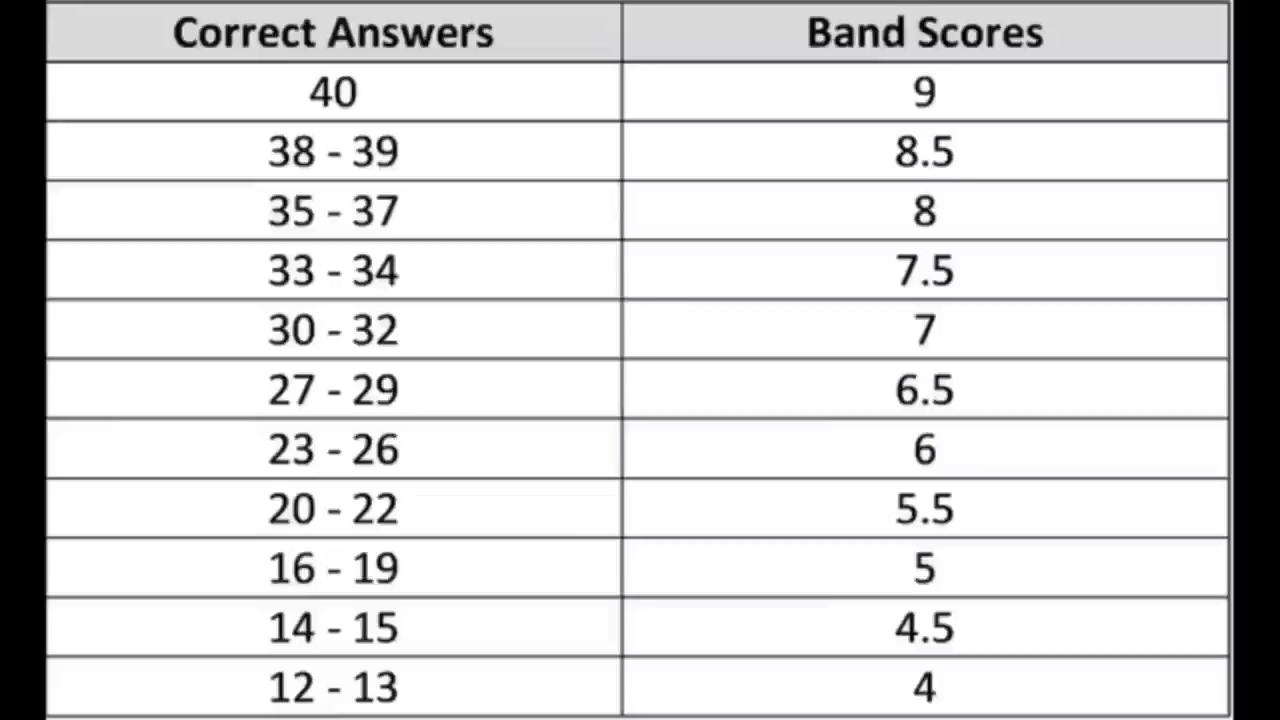 Correct Answers Band Scores
40 9
38 - 39 8.5
35 - 37 8
33 - 34 7.5
30 - 32 7
27 - 29 6.5
23 - 26 6
20 - 22 5.5
16 - 19 5
14 - 15 4.5
12 - 13 4